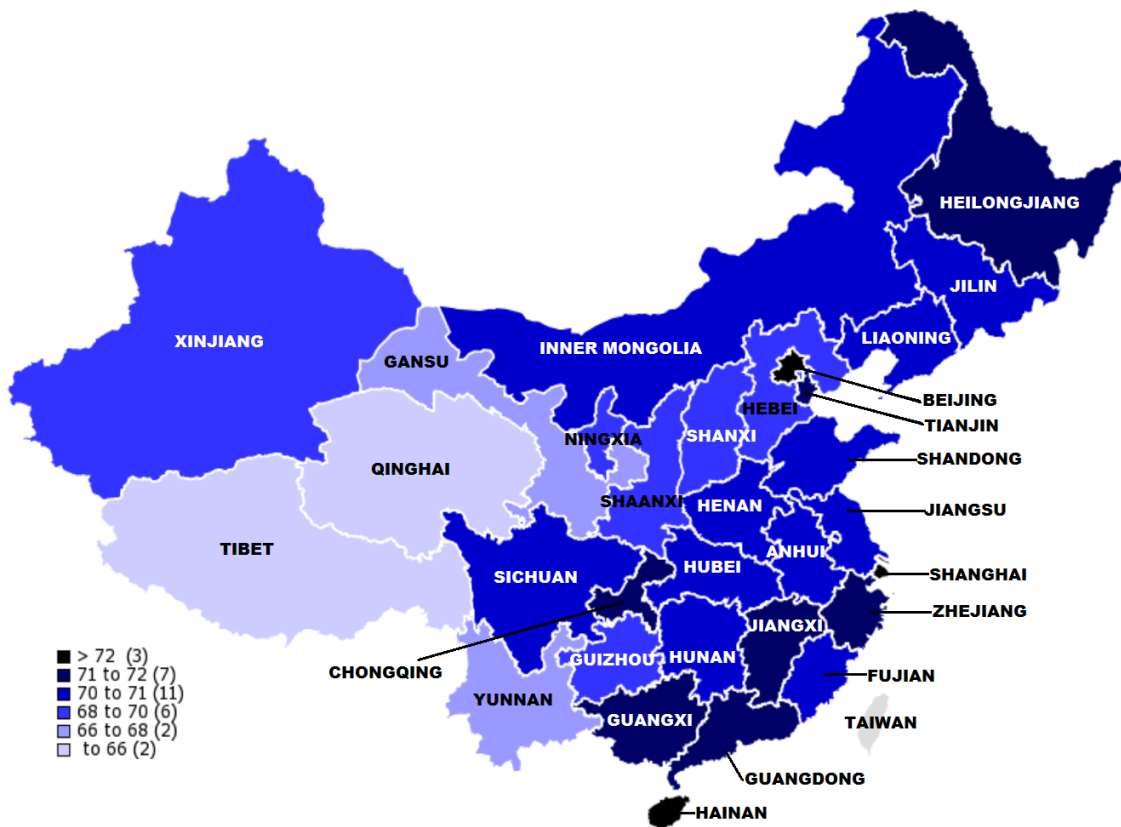 HEILONGJIANG
JILIN
LIAONING
XINJIANG
INNER MONGOLIA
GANSU
BEIJING
HEBEI
TIANJIN
NINGXIA
SHANXI
QINGHAI
SHANDONG
SHAANXI
HENAN
JIANGSU
TIBET
ANHUI
SICHUAN
HUBEI
SHANGHAI
ZHEJIANG
JIANGXI
GUIZHOU
HUNAN
CHONGQING
FUJIAN
YUNNAN
GUANGXI
TAIWAN
GUANGDONG
HAINAN
> 72 (3)
71 to 72 (7)
70 to 71 (11)
68 to 70 (6)
66 to 68 (2)
to 66 (2)